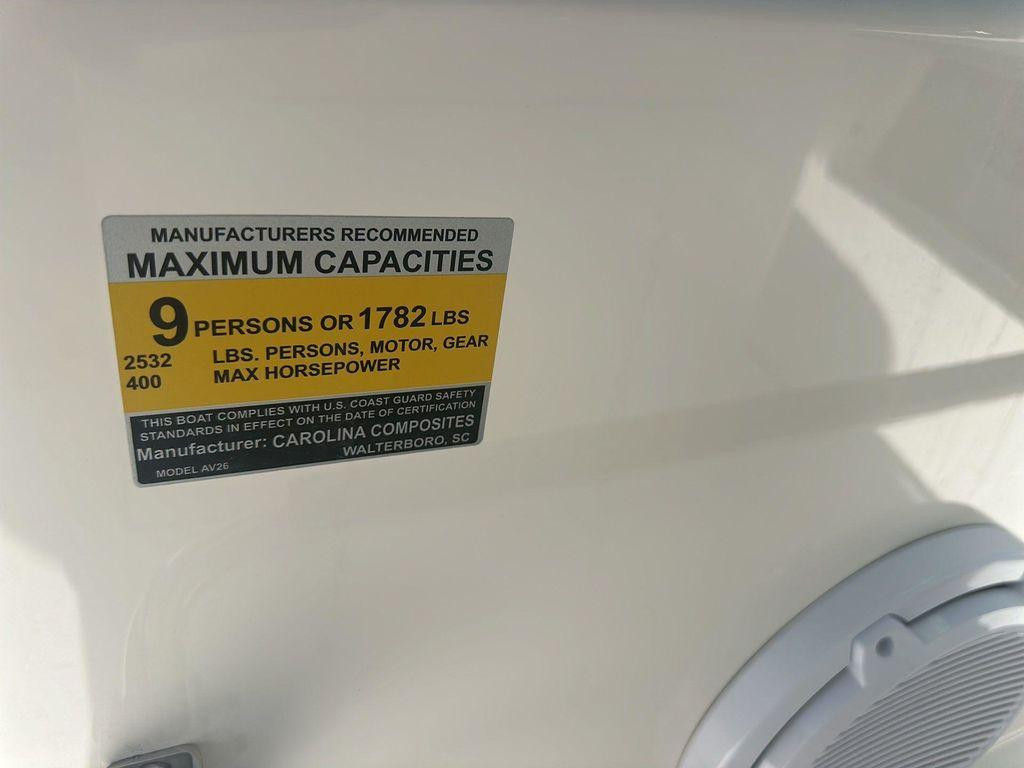 MANUFACTURERS RECOMMENDED
MAXIMUM CAPACITIES
9 PERSONS OR 1782 LBS
2532 LBS. PERSONS, MOTOR, GEAR
400 MAX HORSEPOWER
THIS BOAT COMPLIES WITH U.S. COAST GUARD SAFETY
STANDARDS IN EFFECT ON THE DATE OF CERTIFICATION
Manufacturer: CAROLINA COMPOSITES
WALTERBORO, SC
MODEL AV26